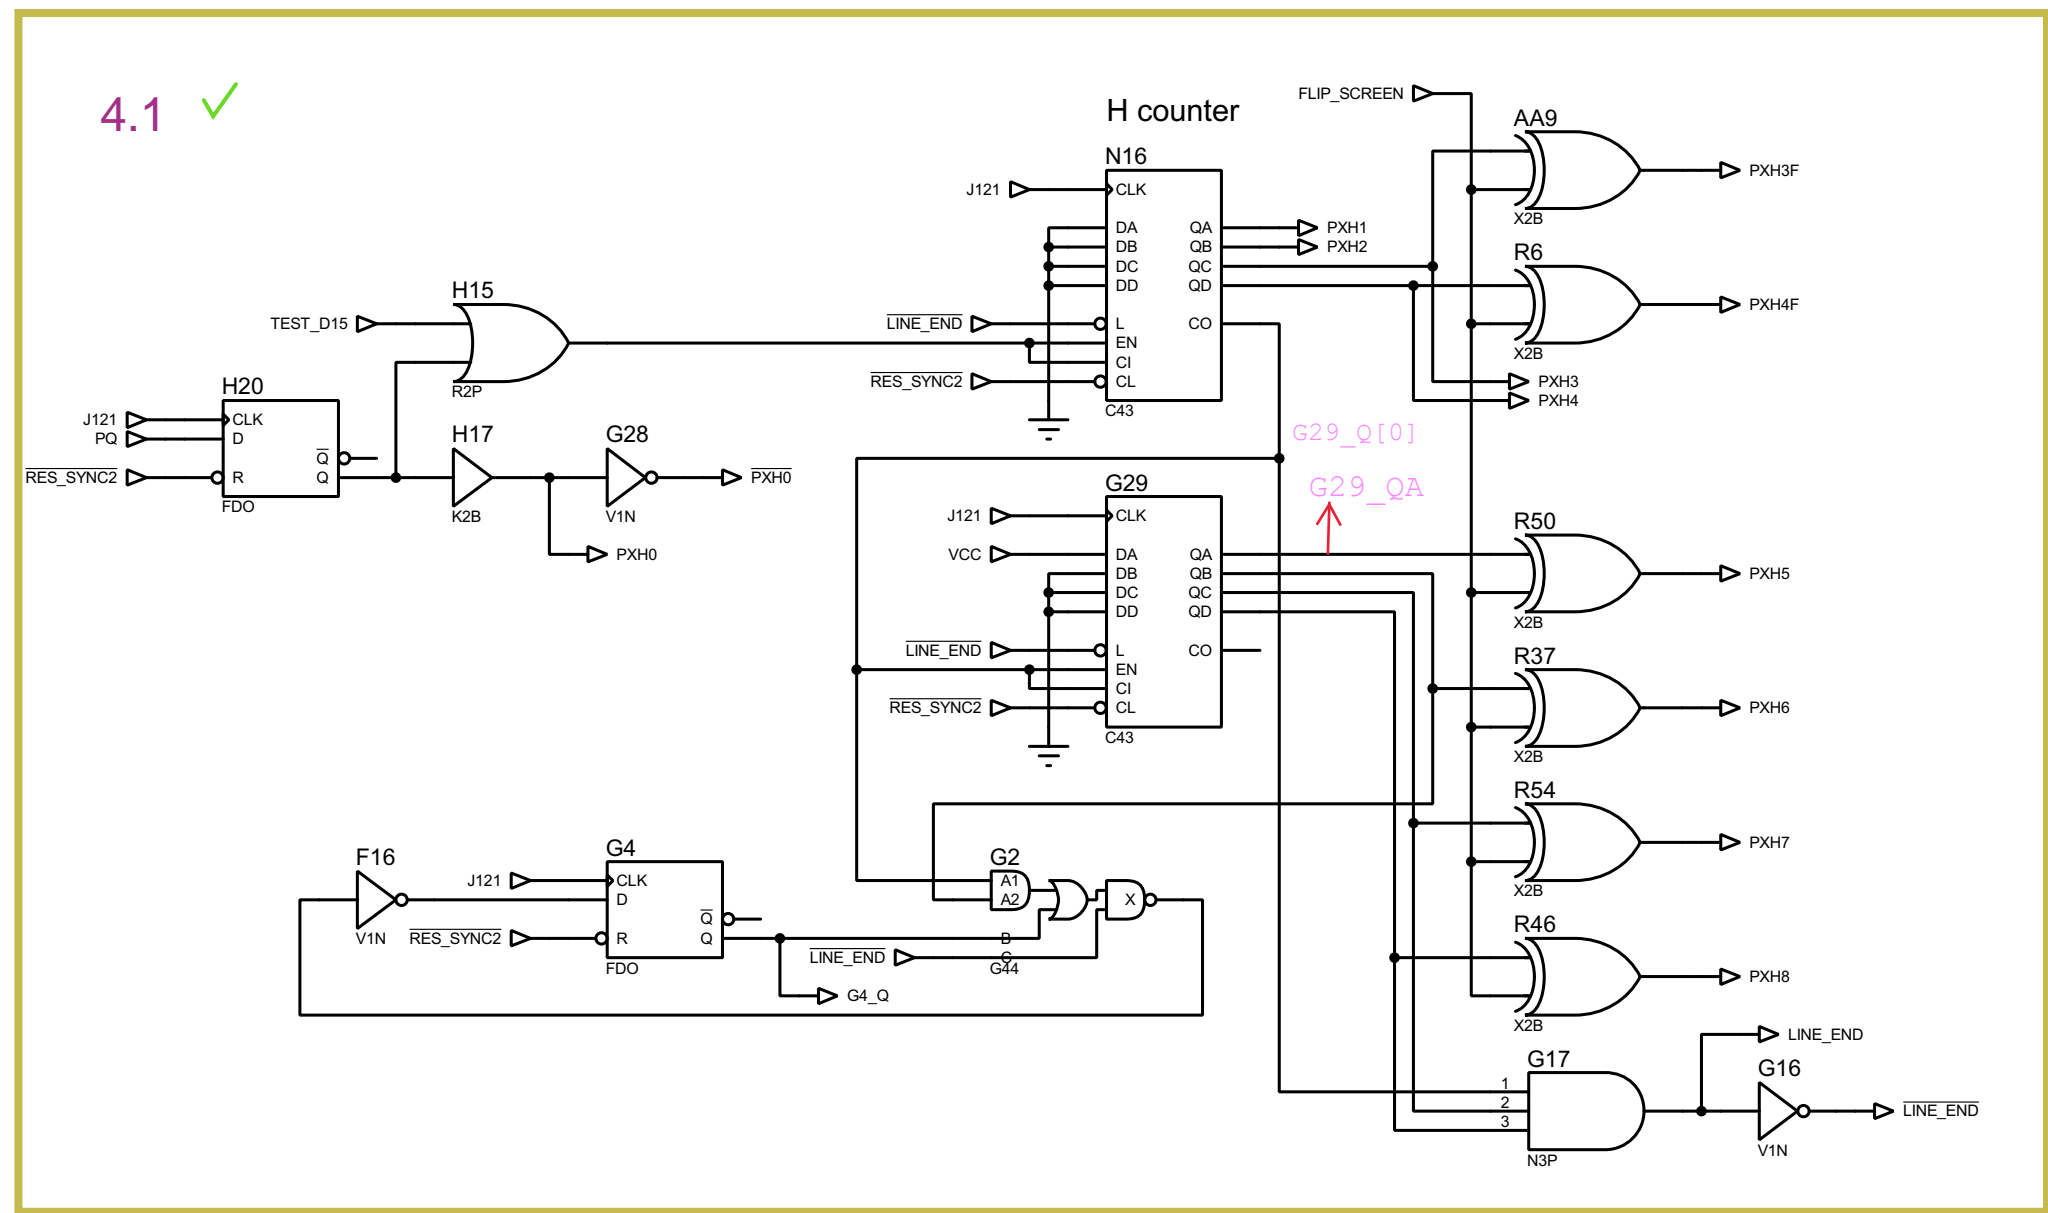 4.1
H counter
FLIP_SCREEN
AA9
X2B
PXH3F
N16
J121
CLK
DA
DB
DC
DD
L
EN
CI
CL
QA
QB
QC
QD
CO
C43
PXH1
PXH2
LINE_END
RES_SYNC2
R6
X2B
PXH4F
PXH3
PXH4
H15
TEST_D15
R2P
H20
J121
PQ
RES_SYNC2
CLK
D
R
Q
Q
FDO
H17
K2B
G28
V1N
PXH0
PXH0
G29_Q[0]
G29_QA
G29
J121
VCC
CLK
DA
DB
DC
DD
L
EN
CI
CL
QA
QB
QC
QD
CO
C43
LINE_END
RES_SYNC2
R50
X2B
PXH5
R37
X2B
PXH6
R54
X2B
PXH7
R46
X2B
PXH8
F16
V1N
G4
J121
RES_SYNC2
CLK
D
R
Q
Q
FDO
G4_Q
G2
A1
A2
B
C
G44
X
LINE_END
G17
1
2
3
N3P
LINE_END
G16
V1N
LINE_END